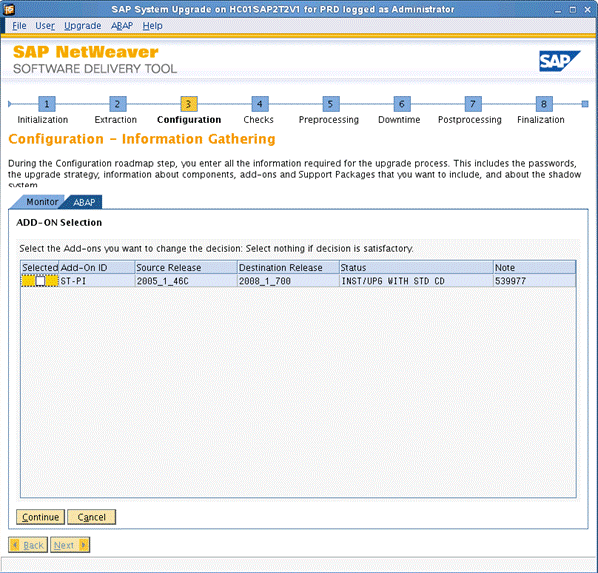 SAP System Upgrade on HC01SAP2T2V1 for PRD logged as Administrator
File User Upgrade ABAP Help
SAP NetWeaver
SOFTWARE DELIVERY TOOL
SAP
1 2 3 4 5 6 7 8
Initialization Extraction Configuration Checks Preprocessing Downtime Postprocessing Finalization
Configuration - Information Gathering
During the Configuration roadmap step, you enter all the information required for the upgrade process. This includes the passwords,
the upgrade strategy, information about components, add-ons and Support Packages that you want to include, and about the shadow
system.
Monitor ABAP
ADD-ON Selection
Select the Add-ons you want to change the decision: Select nothing if decision is satisfactory.
Selected Add-On ID Source Release Destination Release Status Note
ST-PI 2005_1_46C 2008_1_700 INST/UPG WITH STD CD 539977
Continue Cancel
Back Next